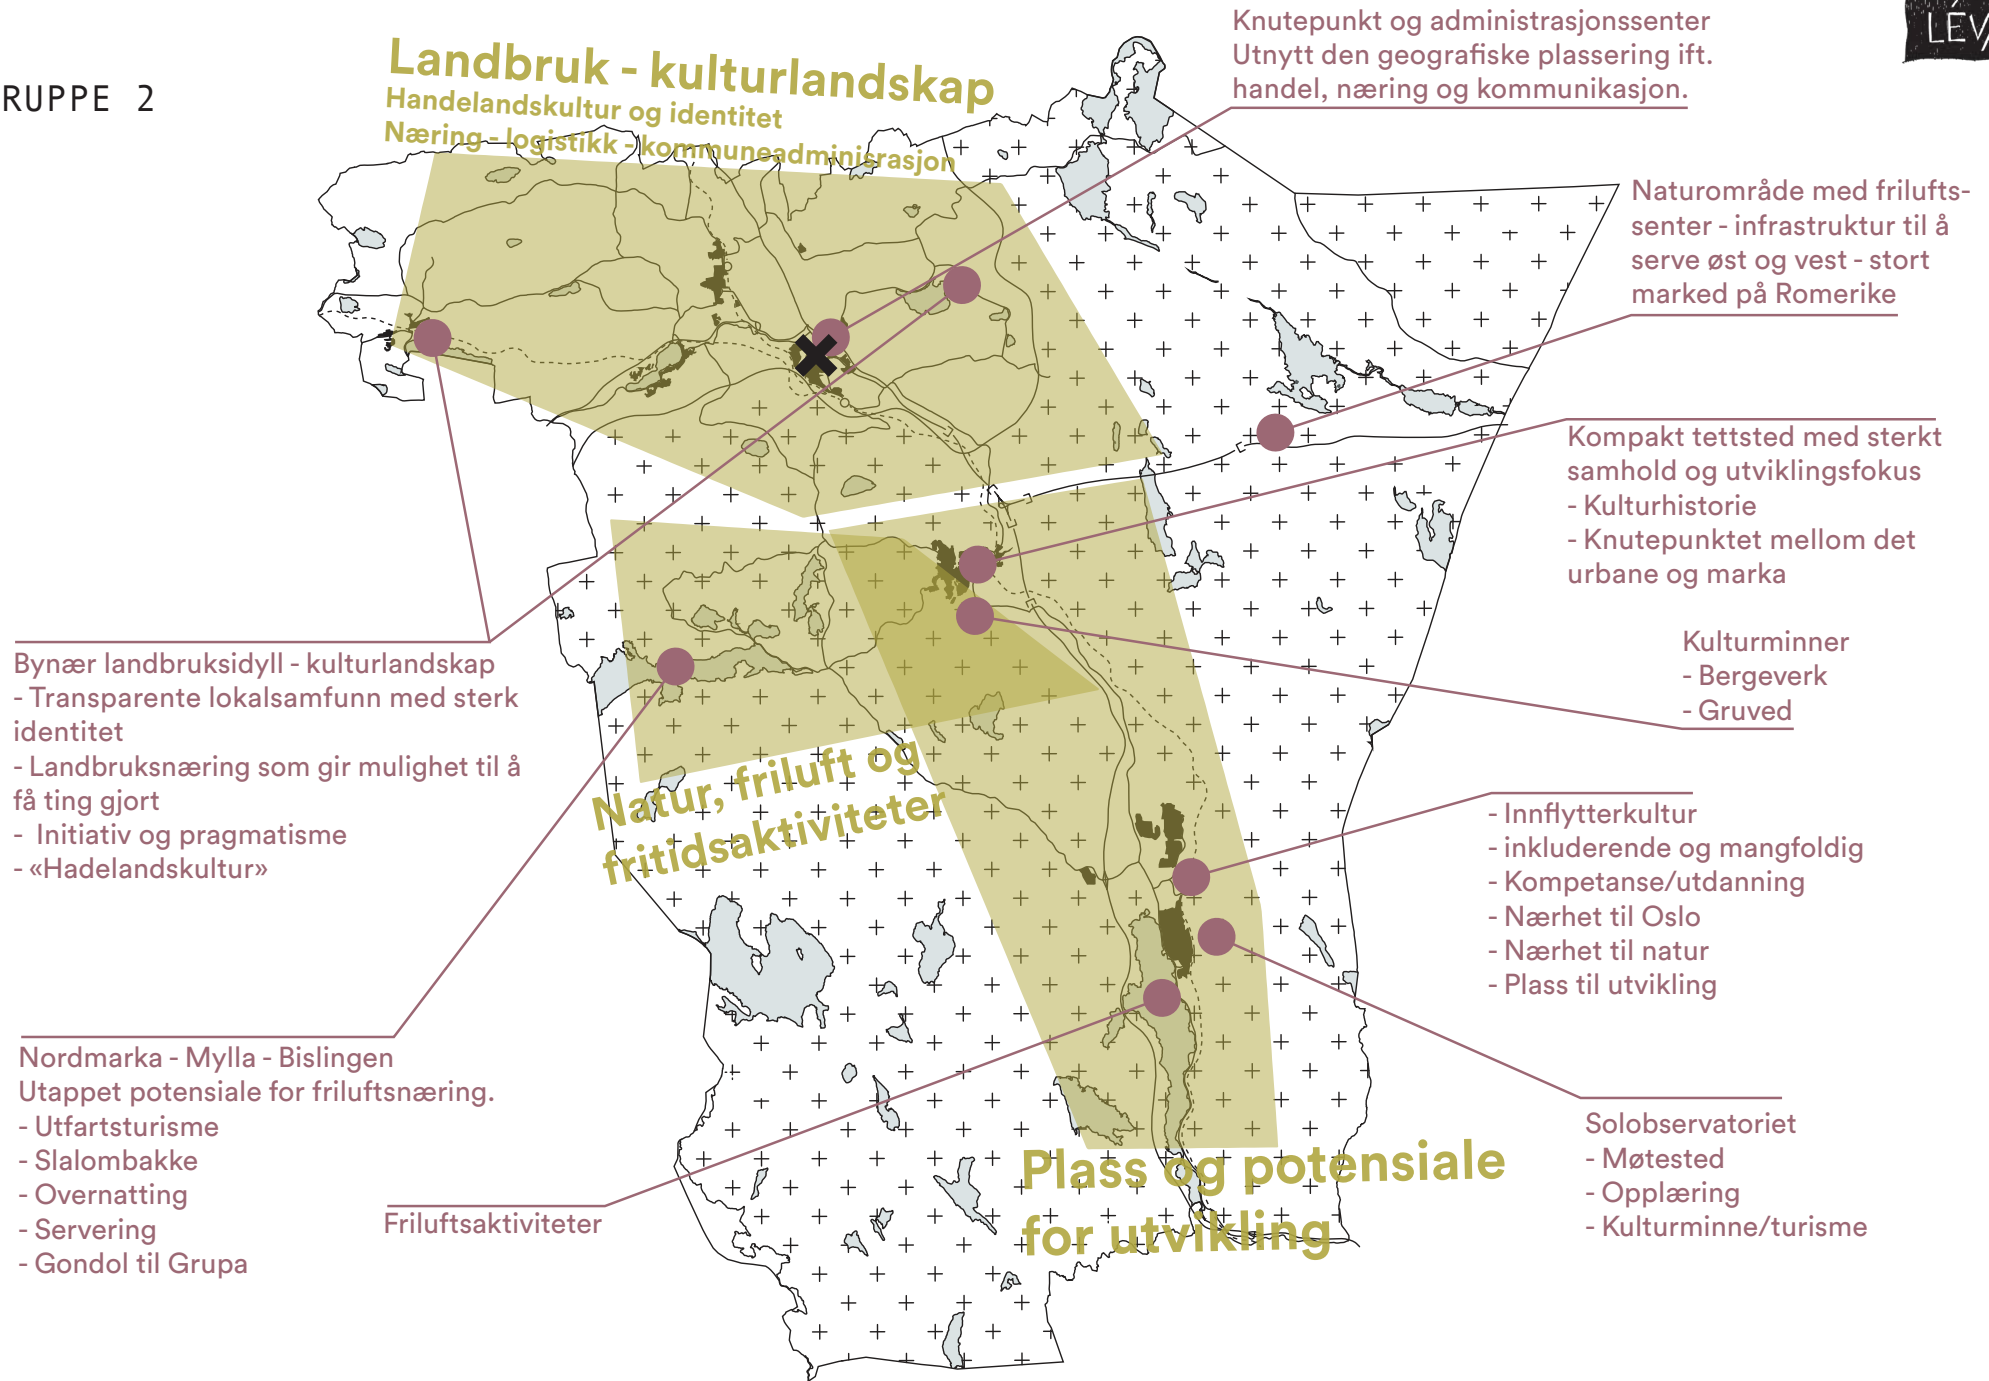 RUPPE 2
LÉV
Landbruk - kulturlandskap
Handelandskultur og identitet
Næring - logistikk - kommuneadminisrasjon
Knutepunkt og administrasjonssenter
Utnytt den geografiske plassering ift.
handel, næring og kommunikasjon.
Naturområde med frilufts-
senter - infrastruktur til å
serve øst og vest - stort
marked på Romerike
Kompakt tettsted med sterkt
samhold og utviklingsfokus
- Kulturhistorie
- Knutepunktet mellom det
urbane og marka
Kulturminner
- Bergeverk
- Gruved
Bynær landbruksidyll - kulturlandskap
- Transparente lokalsamfunn med sterk
identitet
- Landbruksnæring som gir mulighet til å
få ting gjort
- Initiativ og pragmatisme
- «Hadelandskultur»
Natur, friluft og
fritidsaktiviteter
- Innflytterkultur
- inkluderende og mangfoldig
- Kompetanse/utdanning
- Nærhet til Oslo
- Nærhet til natur
- Plass til utvikling
Nordmarka - Mylla - Bislingen
Utappet potensiale for friluftsnæring.
- Utfartsturisme
- Slalombakke
- Overnatting
- Servering
- Gondol til Grupa
Friluftsaktiviteter
Plass og potensiale
for utvikling
Solobservatoriet
- Møtested
- Opplæring
- Kulturminne/turisme